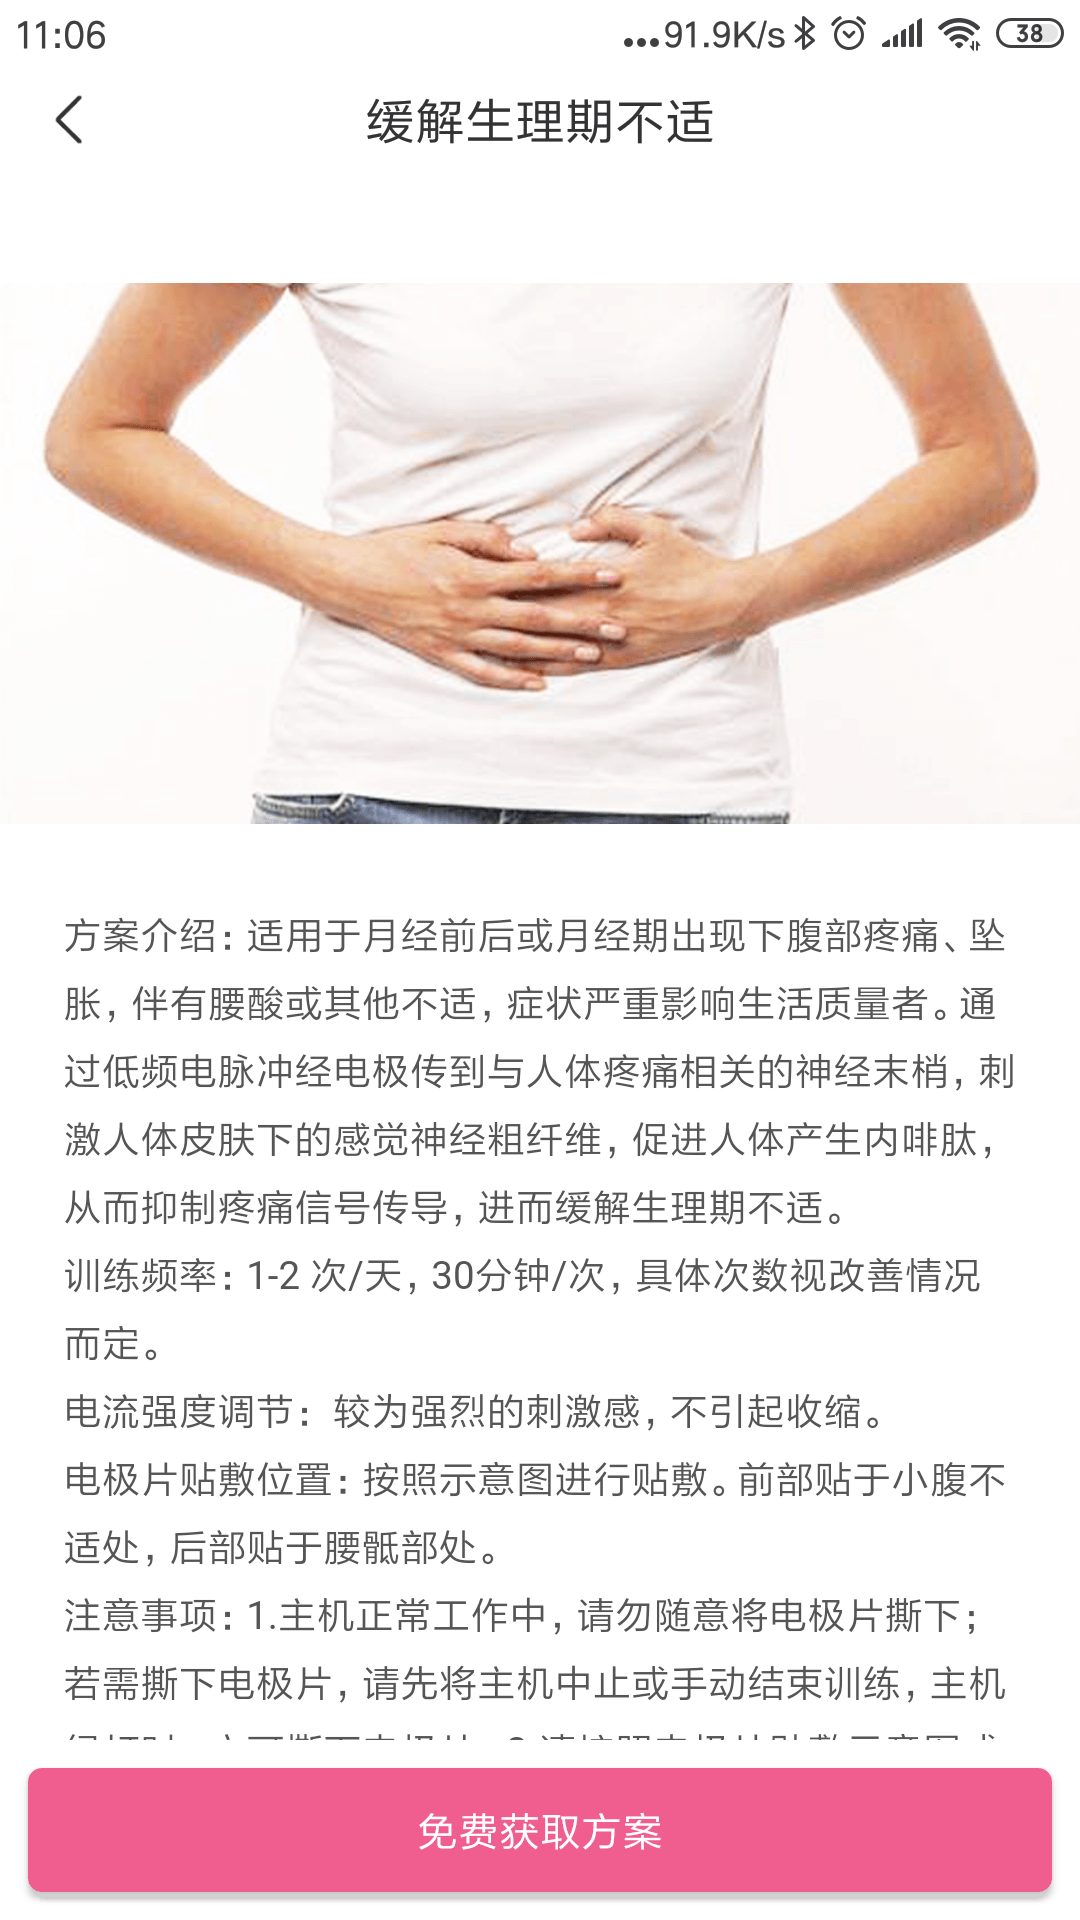 11:06
...91.9K/s
38
缓解生理期不适
方案介绍：适用于月经前后或月经期出现下腹部疼痛、坠
胀，伴有腰酸或其他不适，症状严重影响生活质量者。通
过低频电脉冲经电极传到与人体疼痛相关的神经末梢，刺
激人体皮肤下的感觉神经粗纤维，促进人体产生内啡肽，
从而抑制疼痛信号传导，进而缓解生理期不适。
训练频率：1-2 次/天，30分钟/次，具体次数视改善情况
而定。
电流强度调节：较为强烈的刺激感，不引起收缩。
电极片贴敷位置：按照示意图进行贴敷。前部贴于小腹不
适处，后部贴于腰骶部处。
注意事项：1.主机正常工作中，请勿随意将电极片撕下；
若需撕下电极片，请先将主机中止或手动结束训练，主机
免费获取方案